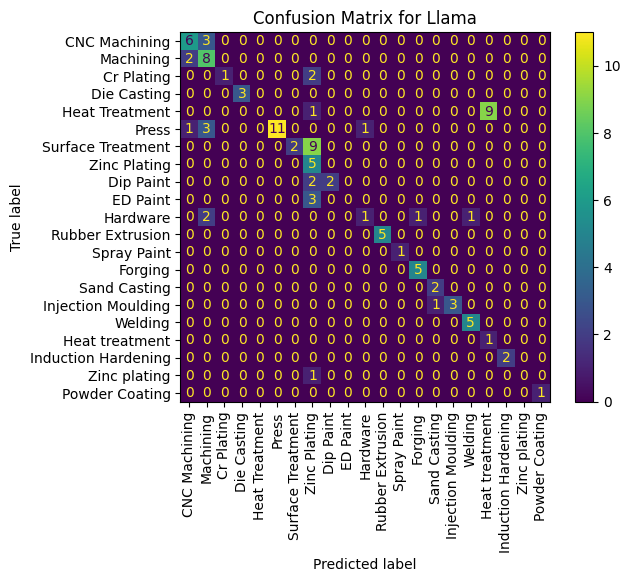 Confusion Matrix for Llama
True label
CNC Machining 6 3 0 0 0 0 0 0 0 0 0 0 0 0 0 0 0 0 0 0 0
Machining 2 8 0 0 0 0 0 0 0 0 0 0 0 0 0 0 0 0 0 0 0
Cr Plating 0 0 1 0 0 0 0 2 0 0 0 0 0 0 0 0 0 0 0 0 0
Die Casting 0 0 0 3 0 0 0 0 0 0 0 0 0 0 0 0 0 0 0 0 0
Heat Treatment 0 0 0 0 0 0 0 1 0 0 0 0 0 0 0 0 0 9 0 0 0
Press 1 3 0 0 0 11 0 0 0 0 1 0 0 0 0 0 0 0 0 0 0
Surface Treatment 0 0 0 0 0 0 2 9 0 0 0 0 0 0 0 0 0 0 0 0 0
Zinc Plating 0 0 0 0 0 0 0 5 0 0 0 0 0 0 0 0 0 0 0 0 0
Dip Paint 0 0 0 0 0 0 0 2 2 0 0 0 0 0 0 0 0 0 0 0 0
ED Paint 0 0 0 0 0 0 0 3 0 0 0 0 0 0 0 0 0 0 0 0 0
Hardware 0 2 0 0 0 0 0 0 0 0 1 0 0 1 0 0 1 0 0 0 0
Rubber Extrusion 0 0 0 0 0 0 0 0 0 0 0 5 0 0 0 0 0 0 0 0 0
Spray Paint 0 0 0 0 0 0 0 0 0 0 0 0 1 0 0 0 0 0 0 0 0
Forging 0 0 0 0 0 0 0 0 0 0 0 0 0 5 0 0 0 0 0 0 0
Sand Casting 0 0 0 0 0 0 0 0 0 0 0 0 0 0 2 0 0 0 0 0 0
Injection Moulding 0 0 0 0 0 0 0 0 0 0 0 0 0 0 1 3 0 0 0 0 0
Welding 0 0 0 0 0 0 0 0 0 0 0 0 0 0 0 0 5 0 0 0 0
Heat treatment 0 0 0 0 0 0 0 0 0 0 0 0 0 0 0 0 0 1 0 0 0
Induction Hardening 0 0 0 0 0 0 0 0 0 0 0 0 0 0 0 0 0 0 2 0 0
Zinc plating 0 0 0 0 0 0 0 1 0 0 0 0 0 0 0 0 0 0 0 0 0
Powder Coating 0 0 0 0 0 0 0 0 0 0 0 0 0 0 0 0 0 0 0 0 1
CNC Machining
Machining
Cr Plating
Die Casting
Heat Treatment
Press
Surface Treatment
Zinc Plating
Dip Paint
ED Paint
Hardware
Rubber Extrusion
Spray Paint
Forging
Sand Casting
Injection Moulding
Welding
Heat treatment
Induction Hardening
Zinc plating
Powder Coating
Predicted label
10
8
6
4
2
0